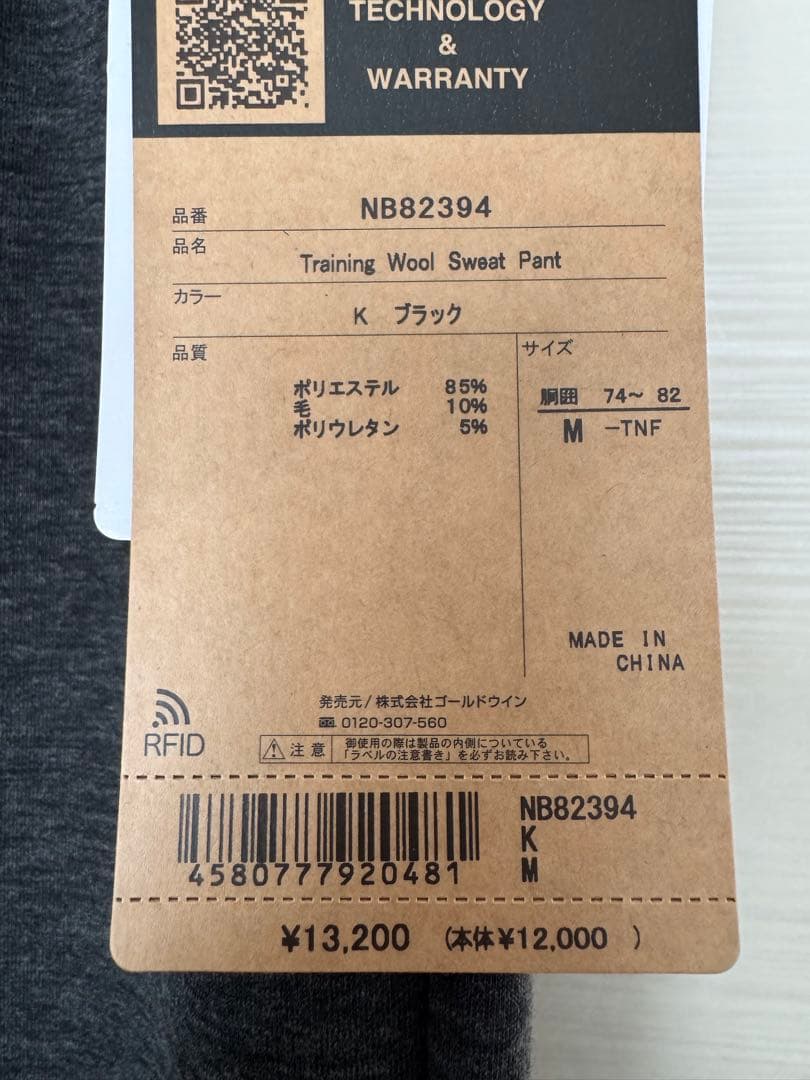 TECHNOLOGY
&
WARRANTY
品番 NB82394
品名 Training Wool Sweat Pant
カラー K ブラック
品質
ポリエステル 85%
毛 10%
ポリウレタン 5%
サイズ
胴囲 74～ 82
M -TNF
MADE IN
CHINA
発売元/株式会社ゴールドウイン
0120-307-560
RFID
注意 御使用の際は製品の内側についている
「ラベルの注意書き」を必ずお読み下さい。
4580777920481
NB82394
K
M
¥13,200 (本体¥12,000 )